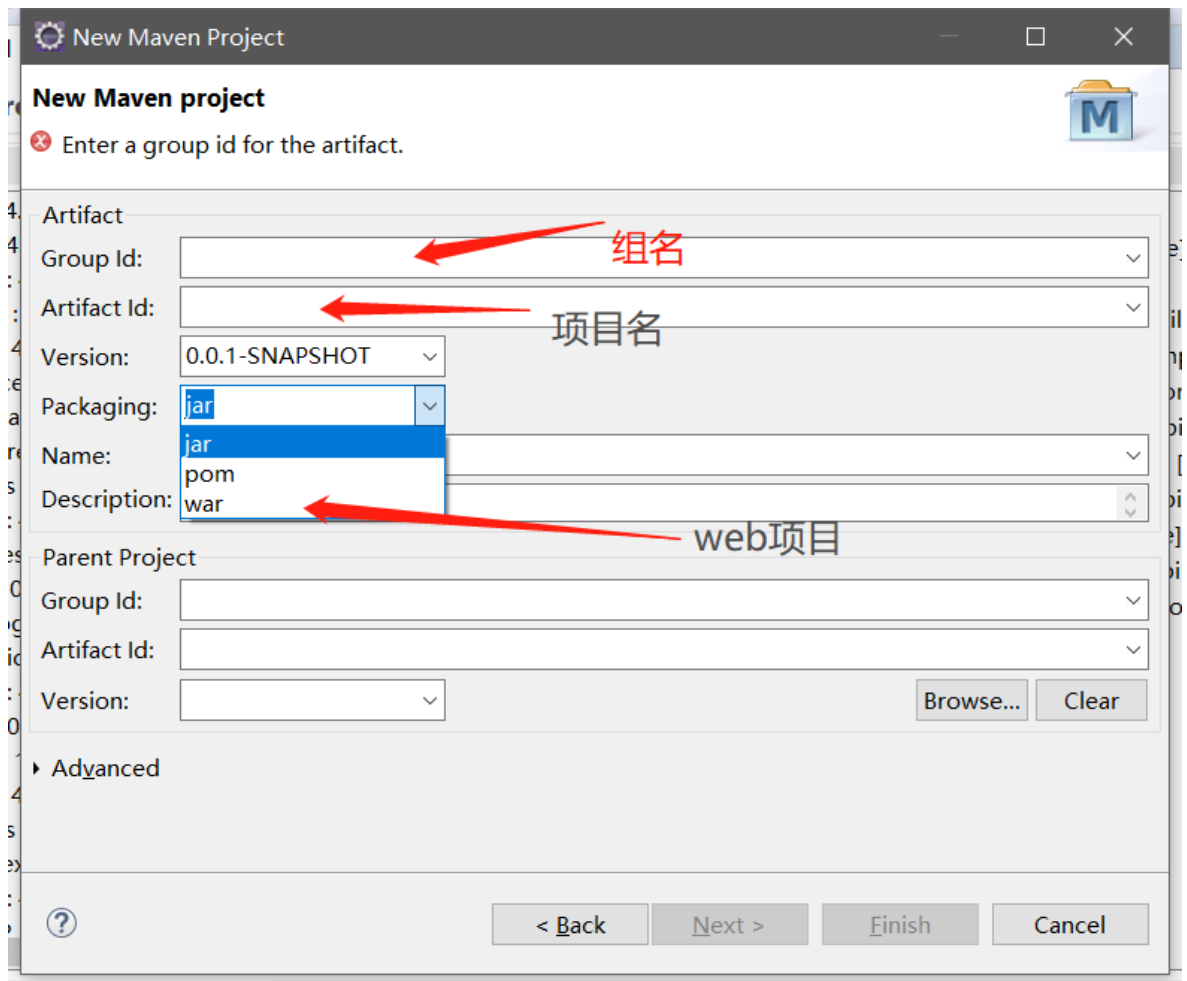 New Maven Project
New Maven project
Enter a group id for the artifact.
Artifact
Group Id:
组名
Artifact Id:
项目名
Version: 0.0.1-SNAPSHOT
Packaging: jar
jar
Name:
pom
Description: war
web项目
Parent Project
Group Id:
Artifact Id:
Version: Browse... Clear
Advanced
< Back Next > Finish Cancel